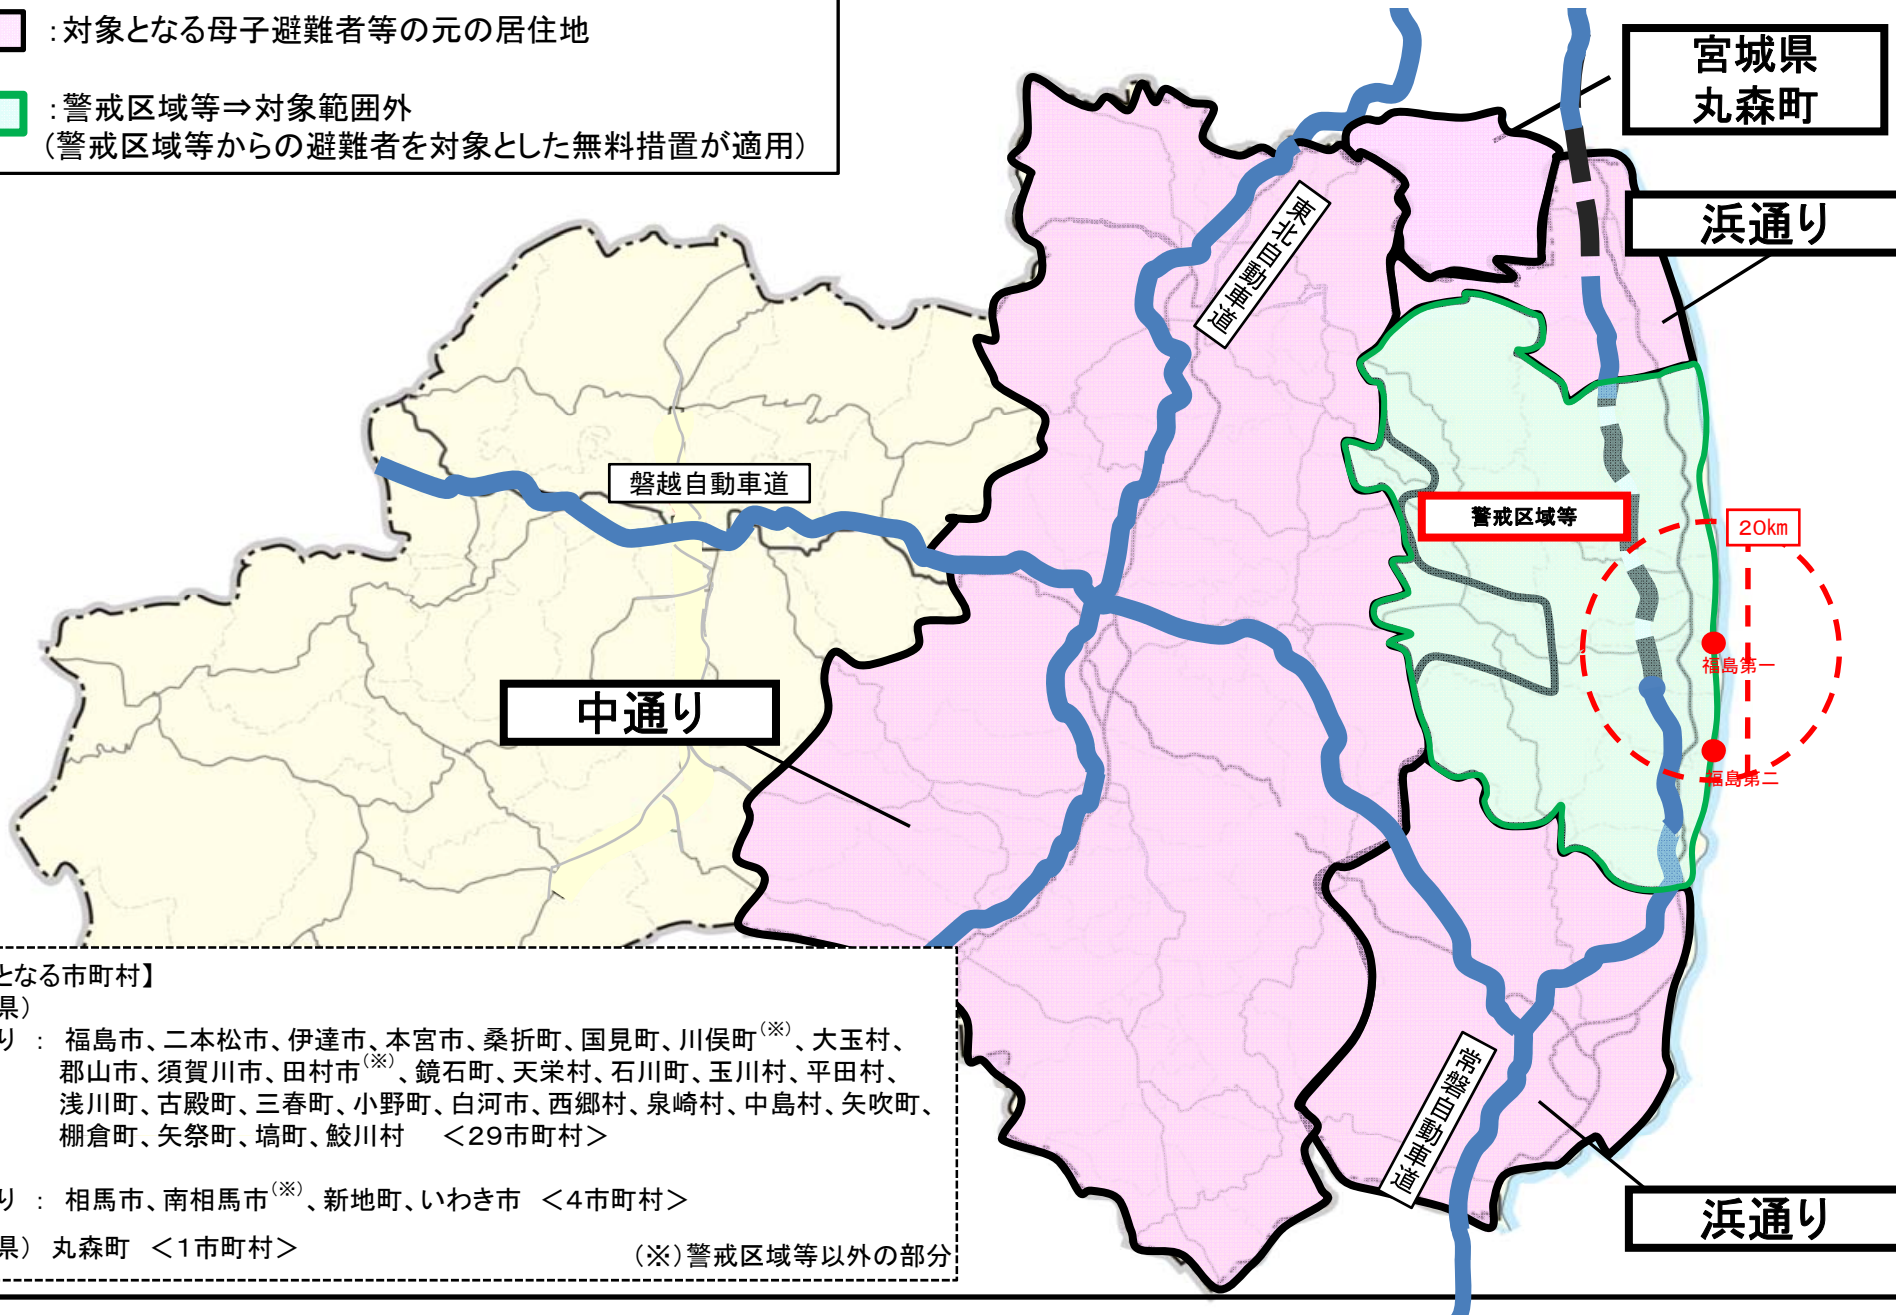 ：対象となる母子避難者等の元の居住地
：警戒区域等⇒対象範囲外
（警戒区域等からの避難者を対象とした無料措置が適用）
宮城県
丸森町
浜通り
東北自動車道
磐越自動車道
警戒区域等
20km
福島第一
中通り
福島第二
となる市町村】
県）
り ： 福島市、二本松市、伊達市、本宮市、桑折町、国見町、川俣町(※)、大玉村、
郡山市、須賀川市、田村市(※)、鏡石町、天栄村、石川町、玉川村、平田村、
浅川町、古殿町、三春町、小野町、白河市、西郷村、泉崎村、中島村、矢吹町、
棚倉町、矢祭町、塙町、鮫川村 ＜29市町村＞
り ： 相馬市、南相馬市(※)、新地町、いわき市 ＜4市町村＞
県） 丸森町 ＜1市町村＞
（※）警戒区域等以外の部分
常磐自動車道
浜通り